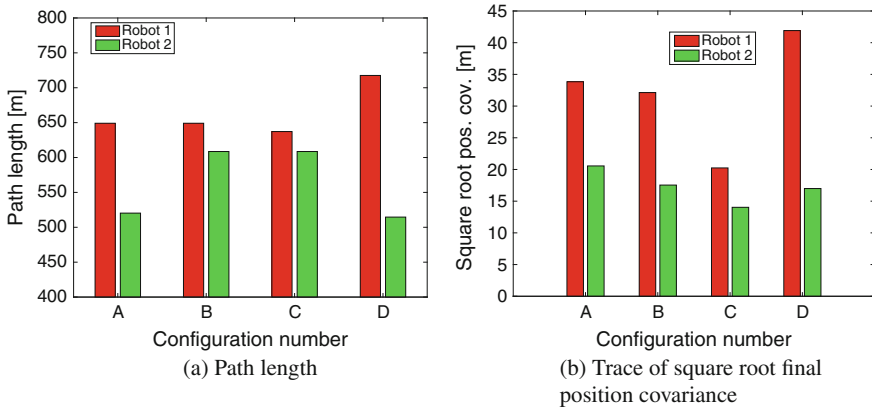 800
750
700
650
600
550
500
450
400
Path length [m]
Robot 1
Robot 2
A B C D
Configuration number
(a) Path length
45
40
35
30
25
20
15
10
5
0
Square root pos. cov. [m]
Robot 1
Robot 2
A B C D
Configuration number
(b) Trace of square root final
position covariance